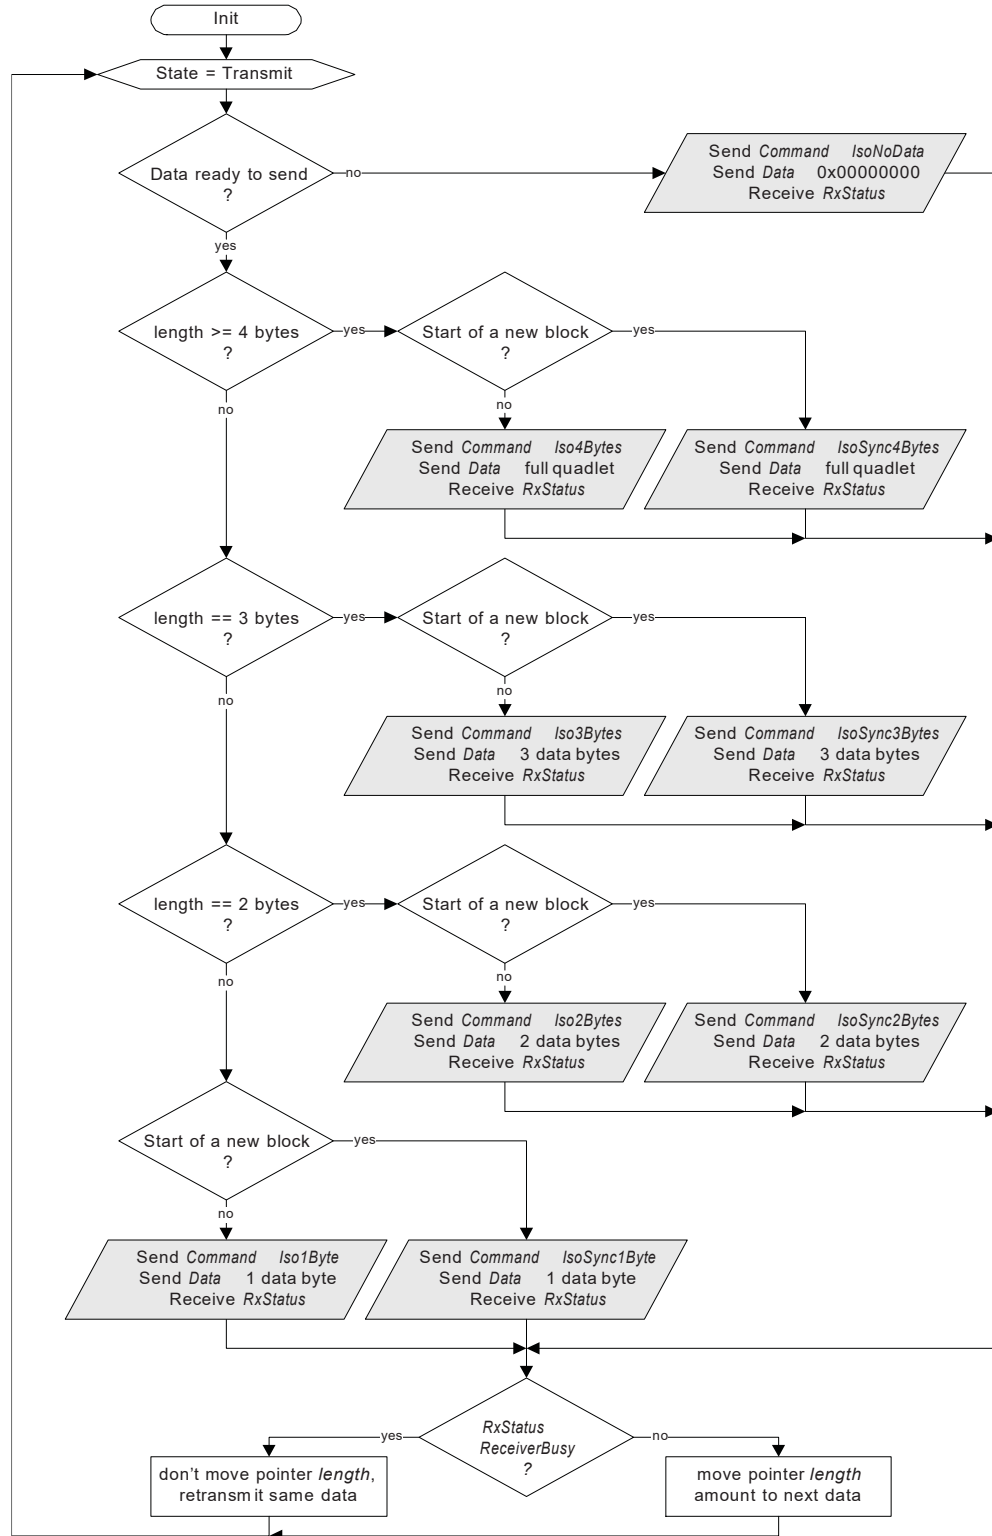 Init
State = Transmit
Data ready to send
?
no
Send Command IsoNoData
Send Data 0x00000000
Receive RxStatus
yes
length >= 4 bytes
?
yes
Start of a new block
?
yes
no
no
Send Command Iso4Bytes
Send Data full quadlet
Receive RxStatus
Send Command IsoSync4Bytes
Send Data full quadlet
Receive RxStatus
length == 3 bytes
?
yes
Start of a new block
?
yes
no
no
Send Command Iso3Bytes
Send Data 3 data bytes
Receive RxStatus
Send Command IsoSync3Bytes
Send Data 3 data bytes
Receive RxStatus
length == 2 bytes
?
yes
Start of a new block
?
yes
no
no
Send Command Iso2Bytes
Send Data 2 data bytes
Receive RxStatus
Send Command IsoSync2Bytes
Send Data 2 data bytes
Receive RxStatus
Start of a new block
?
yes
no
Send Command Iso1Byte
Send Data 1 data byte
Receive RxStatus
Send Command IsoSync1Byte
Send Data 1 data byte
Receive RxStatus
RxStatus
ReceiverBusy
?
yes
no
don't move pointer length,
retransmit same data
move pointer length
amount to next data